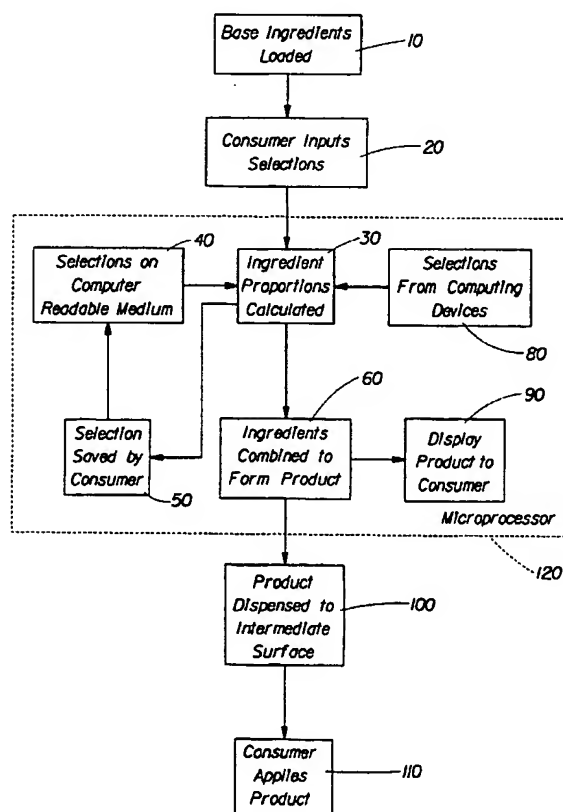 Base Ingredients
Loaded
10
Consumer Inputs
Selections
20
40
Selections on
Computer
Readable Medium
30
Ingredient
Proportions
Calculated
Selections
From Computing
Devices
80
60
Selection
Saved by
Consumer
50
Ingredients
Combined to
Form Product
90
Display
Product to
Consumer
Microprocessor
120
Product
Dispensed to
Intermediate
Surface
100
Consumer
Applies
Product
110